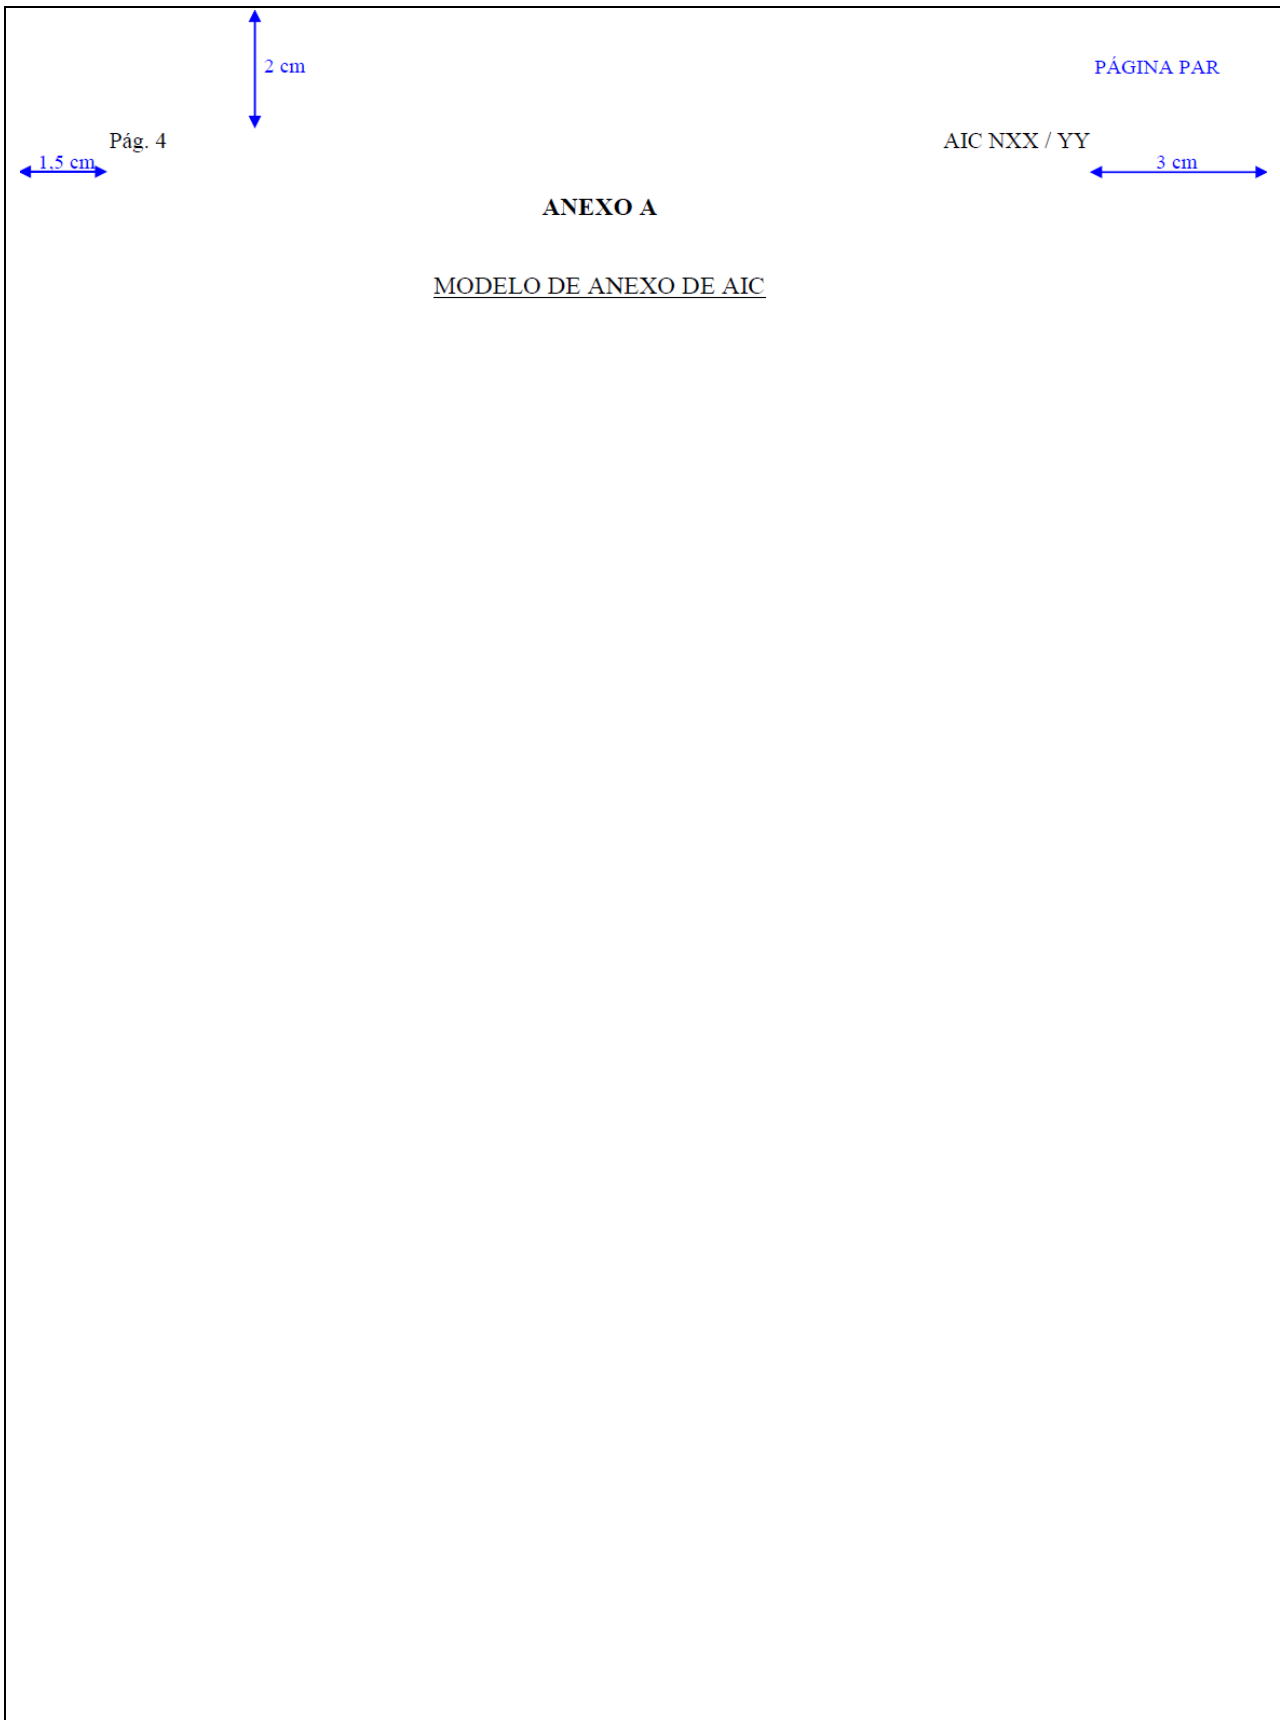 2 cm
PÁGINA PAR
Pág. 4
AIC NXX / YY
1,5 cm
3 cm
ANEXO A
MODELO DE ANEXO DE AIC